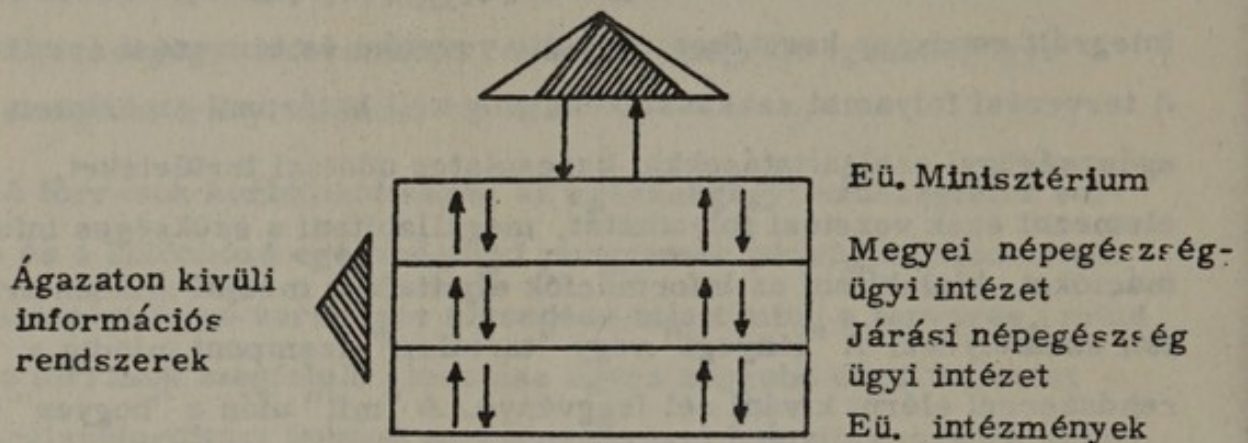 Eü. Minisztérium
Megyei népegészség-
ügyi intézet
Járási népegészség
ügyi intézet
Eü. intézmények
Ágazaton kivüli
információs
rendszerek